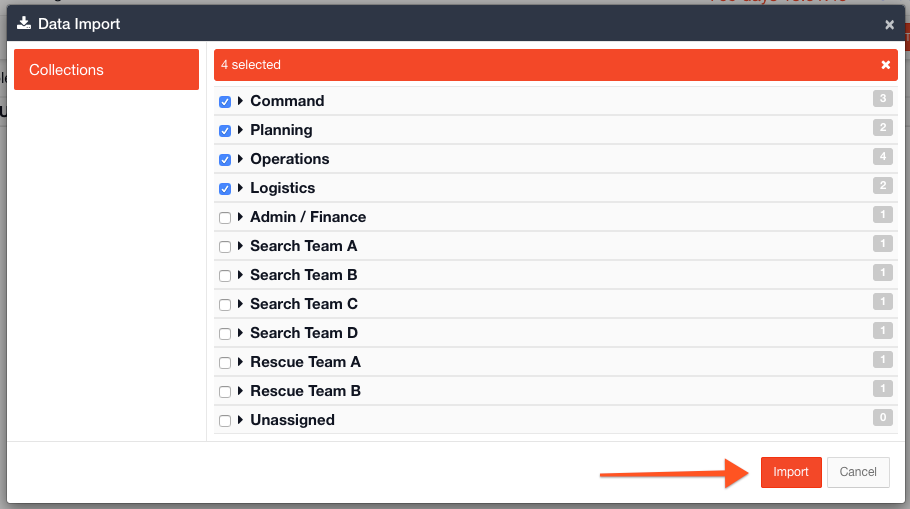 Data Import
×
Collections
4 selected
×
Command 3
Planning 2
Operations 4
Logistics 2
Admin / Finance 1
Search Team A 1
Search Team B 1
Search Team C 1
Search Team D 1
Rescue Team A 1
Rescue Team B 1
Unassigned 0
Import Cancel